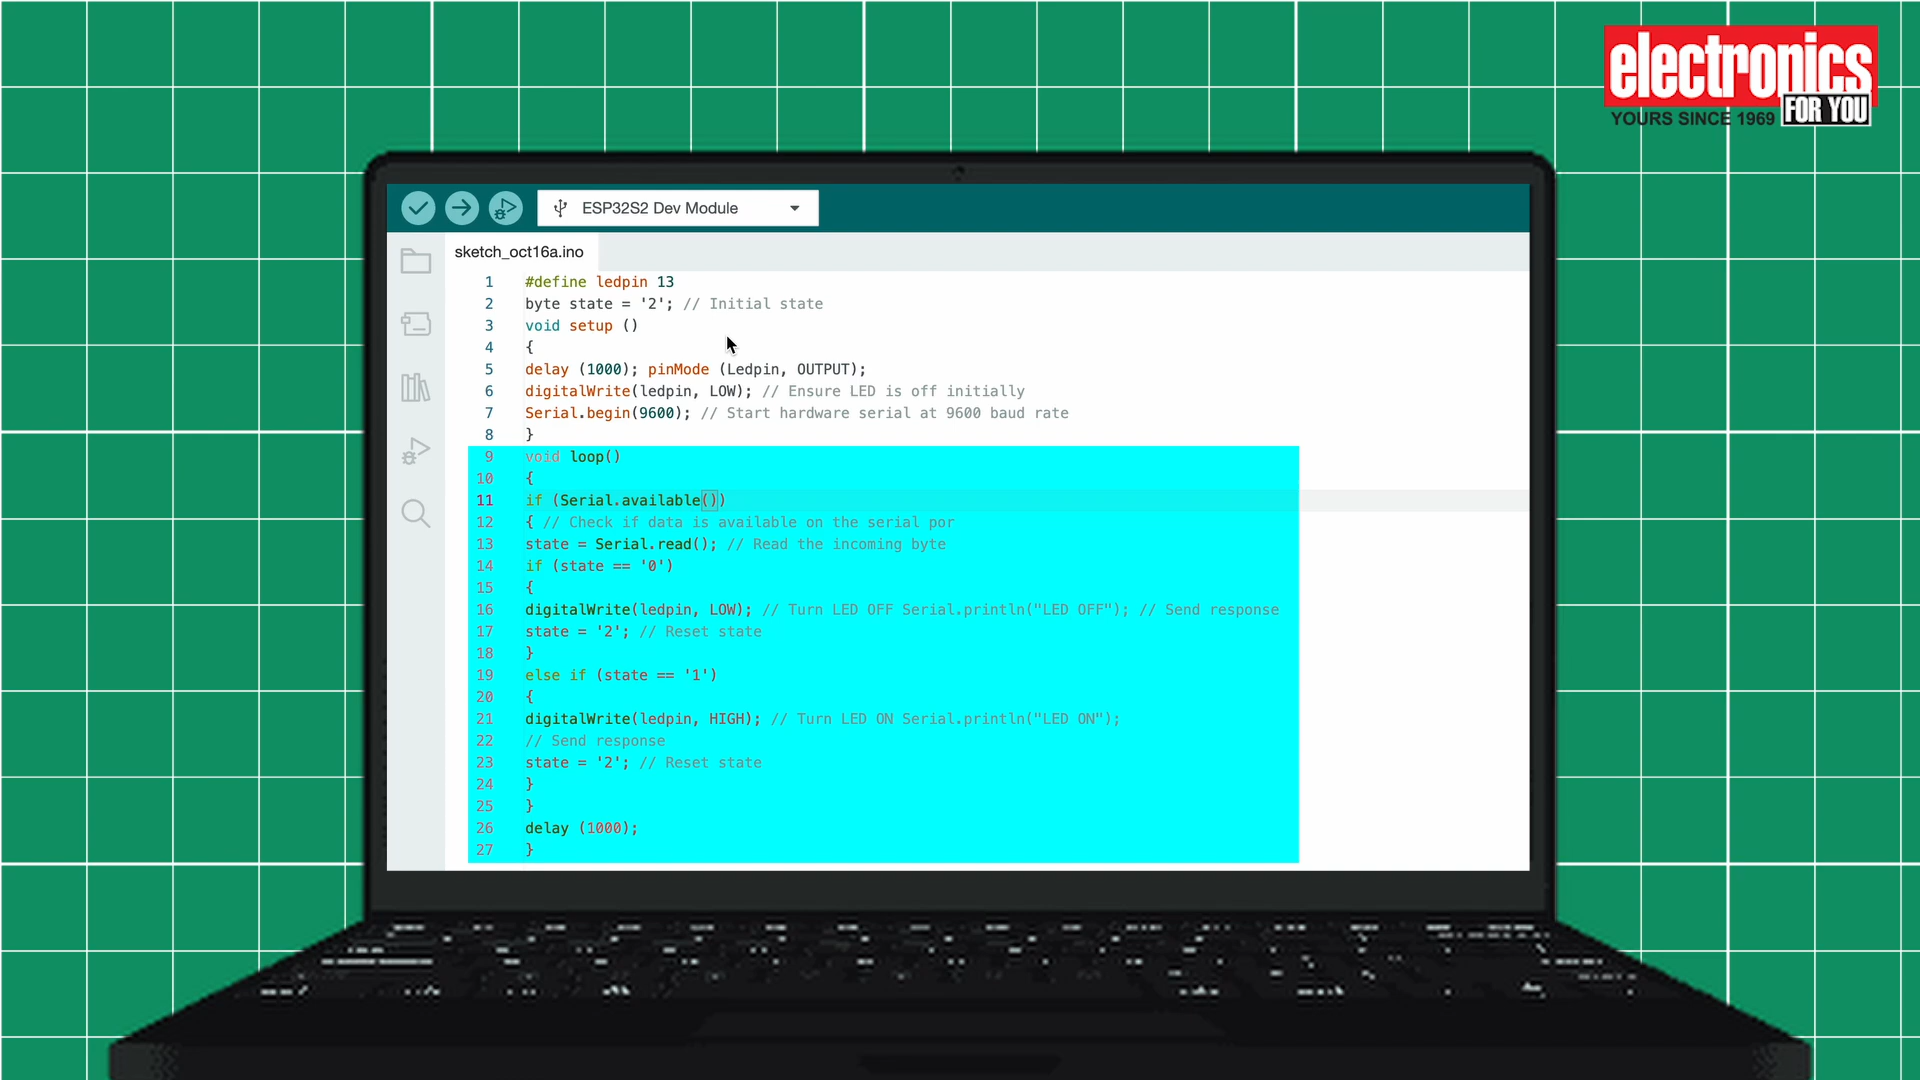 electronics
FOR YOU
YOURS SINCE 1969
ESP32S2 Dev Module
sketch_oct16a.ino
1 #define ledpin 13
2 byte state = '2'; // Initial state
3 void setup ()
4 {
5 delay (1000); pinMode (Ledpin, OUTPUT);
6 digitalWrite(ledpin, LOW); // Ensure LED is off initially
7 Serial.begin(9600); // Start hardware serial at 9600 baud rate
8 }
9 void loop()
10 {
11 if (Serial.available())
12 { // Check if data is available on the serial por
13 state = Serial.read(); // Read the incoming byte
14 if (state == '0')
15 {
16 digitalWrite(ledpin, LOW); // Turn LED OFF Serial.println("LED OFF"); // Send response
17 state = '2'; // Reset state
18 }
19 else if (state == '1')
20 {
21 digitalWrite(ledpin, HIGH); // Turn LED ON Serial.println("LED ON");
22 // Send response
23 state = '2'; // Reset state
24 }
25 }
26 delay (1000);
27 }